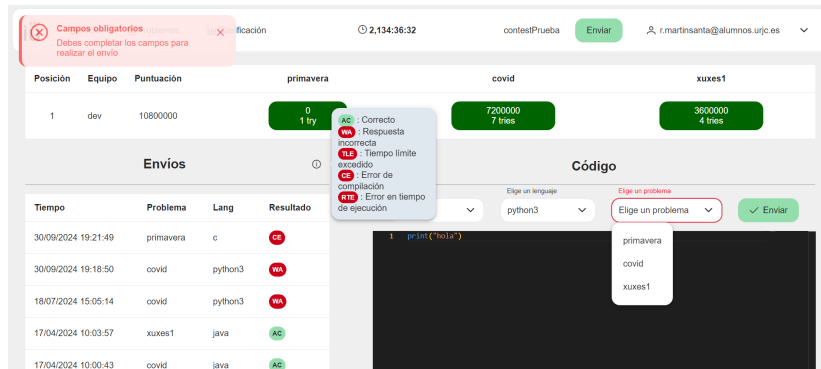 Campos obligatorios
Debes completar los campos para
realizar el envío
2,134:36:32
contestPrueba
Enviar
r.martinsanta@alumnos.urjc.es
Posición Equipo Puntuación primavera covid xuxes1
1 dev 10800000
0
1 try
7200000
7 tries
3600000
4 tries
AC : Correcto
WA : Respuesta
incorrecta
TLE : Tiempo límite
excedido
CE : Error de
compilación
RTE : Error en tiempo
de ejecución
Envíos
Código
Tiempo Problema Lang Resultado
30/09/2024 19:21:49 primavera c CE
30/09/2024 19:18:50 covid python3 WA
18/07/2024 15:05:14 covid python3 WA
17/04/2024 10:03:57 xuxes1 java AC
17/04/2024 10:00:43 covid java AC
Elige un lenguaje
python3
Elige un problema
Elige un problema
Enviar
primavera
covid
xuxes1
1 print("hola")